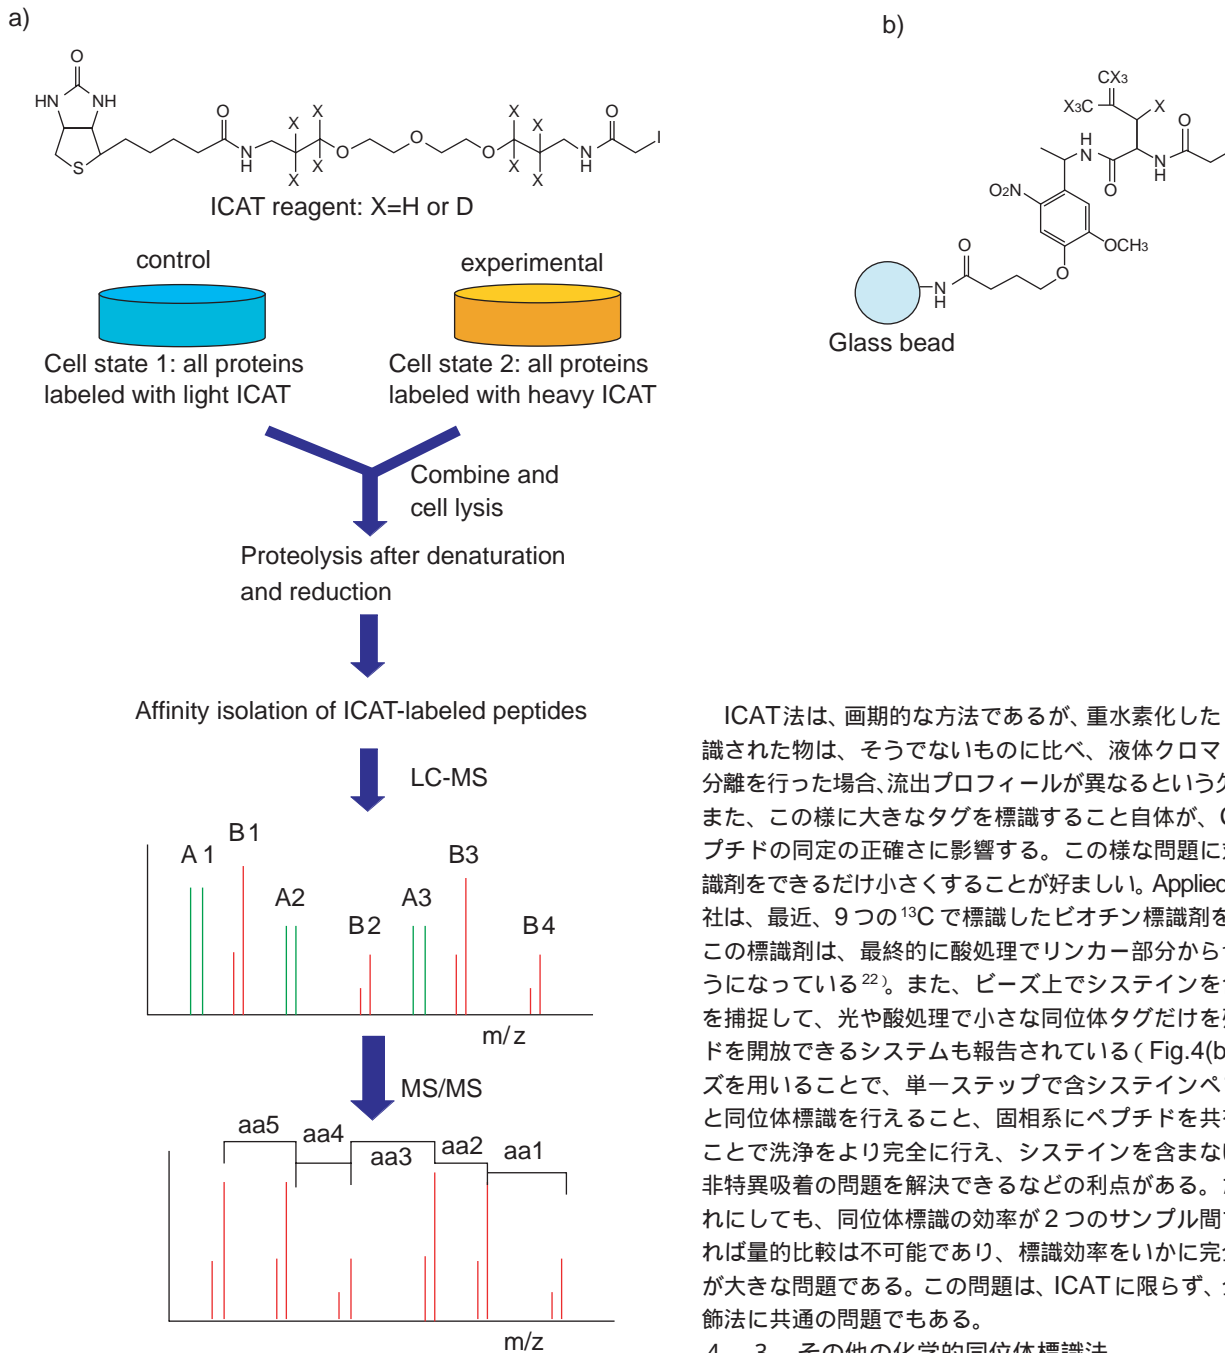 a)
O
HN
NH
S
O
N
H
X
X
X
X
O
O
O
X
X
X
X
N
H
O
I
ICAT reagent: X=H or D
control
experimental
Cell state 1: all proteins
labeled with light ICAT
Cell state 2: all proteins
labeled with heavy ICAT
Combine and
cell lysis
Proteolysis after denaturation
and reduction
Affinity isolation of ICAT-labeled peptides
LC-MS
A 1
B 1
A2
B 2
A3
B3
B 4
m/ z
MS/MS
aa5
aa4
aa3
aa2
aa1
m/z
b)
CX3
X3C
X
N
H
O
N
H
O
O2N
OCH3
O
O
N
H
Glass bead
ICAT法は、画期的な方法であるが、重水素化した
識された物は、そうでないものに比べ、液体クロマ
分離を行った場合、流出プロフィールが異なるという
また、この様に大きなタグを標識すること自体が、
プチドの同定の正確さに影響する。この様な問題に
識剤をできるだけ小さくすることが好ましい。Applied
社は、最近、9つの13Cで標識したビオチン標識剤を
この標識剤は、最終的に酸処理でリンカー部分から
うになっている22)。また、ビーズ上でシステインを
を捕捉して、光や酸処理で小さな同位体タグだけを
ドを開放できるシステムも報告されている(Fig.4(b
ズを用いることで、単一ステップで含システインペ
と同位体標識を行えること、固相系にペプチドを共
ことで洗浄をより完全に行え、システインを含まな
非特異吸着の問題を解決できるなどの利点がある。
れにしても、同位体標識の効率が2つのサンプル間
れば量的比較は不可能であり、標識効率をいかに完
が大きな問題である。この問題は、ICATに限らず、
飾法に共通の問題でもある。
4 . 3 その他の化学的同位体標識法